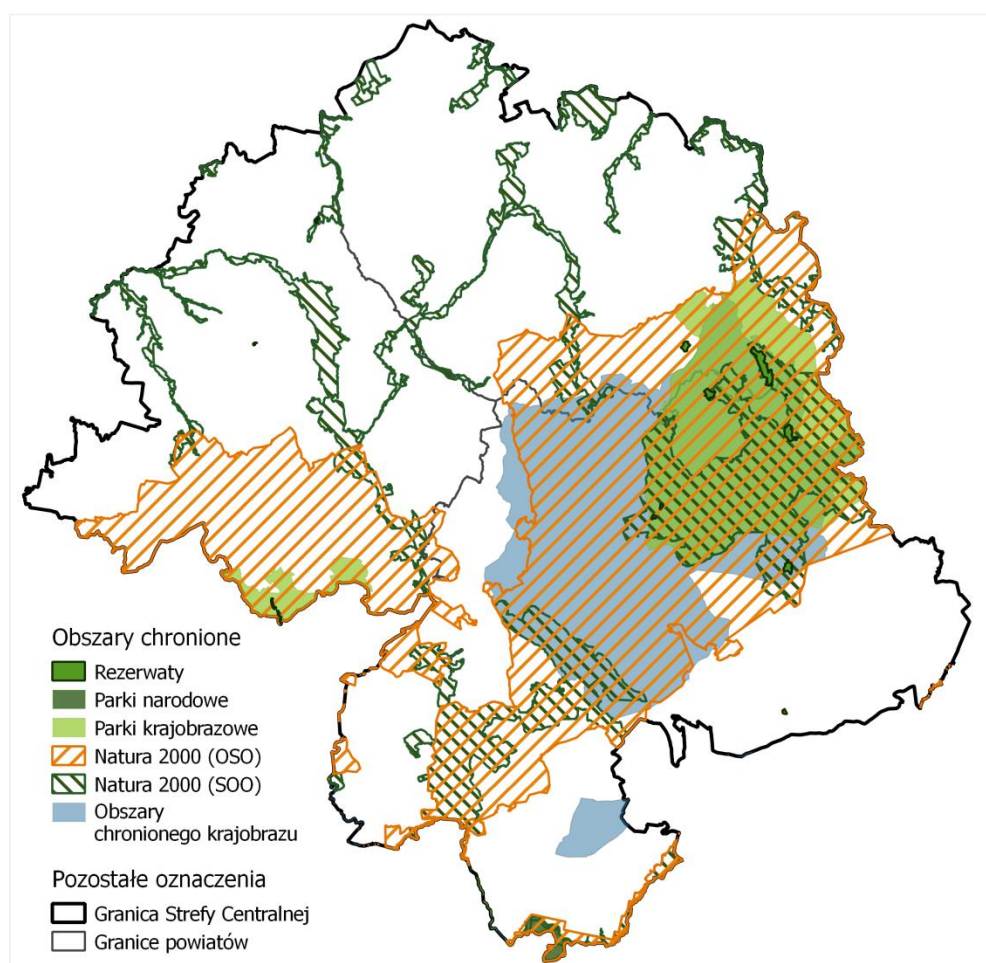 Obszary chronione
Rezerwaty
Parki narodowe
Parki krajobrazowe
Natura 2000 (OSO)
Natura 2000 (SOO)
Obszary
chronionego krajobrazu
Pozostałe oznaczenia
Granica Strefy Centralnej
Granice powiatów